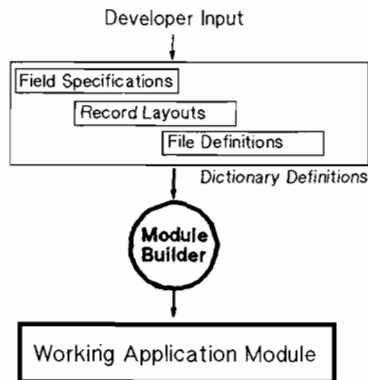 Developer Input
Field Specifications
Record Layouts
File Definitions
Dictionary Definitions
Module
Builder
Working Application Module